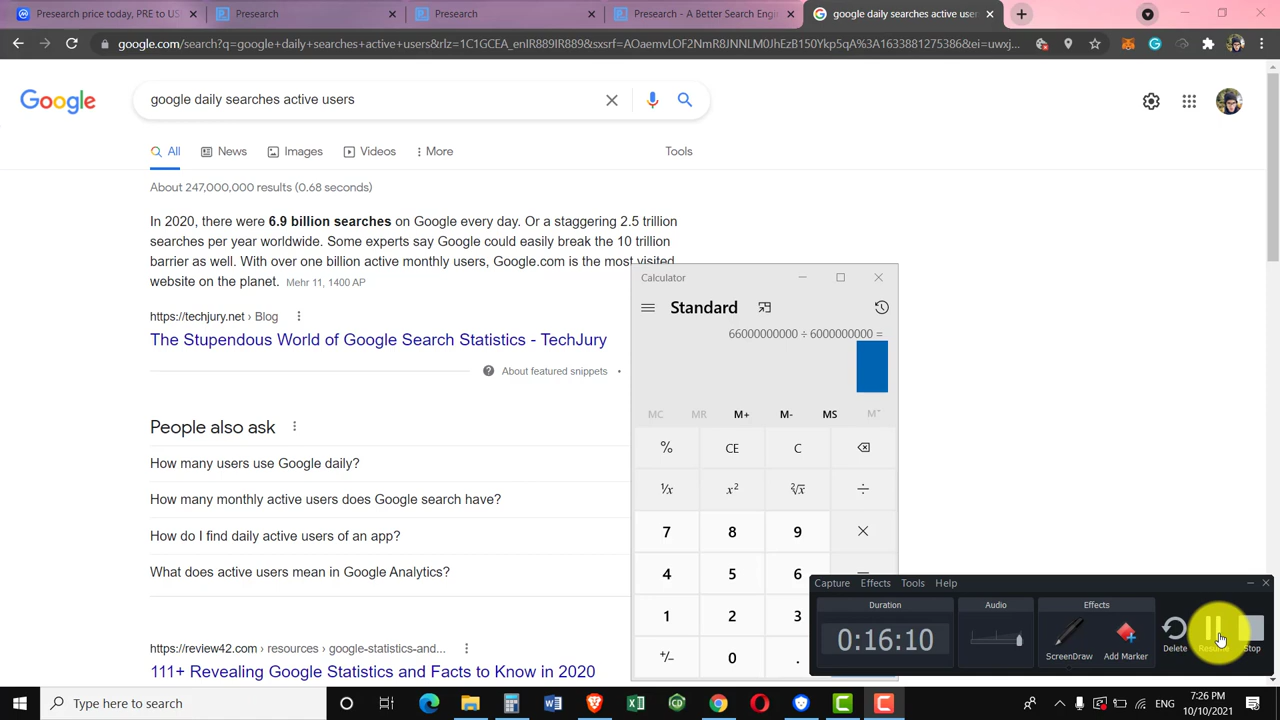 Presearch price today, PRE to US
Presearch
Presearch
Presearch - A Better Search Engi
google daily searches active use
google.com/search?q=google+daily+searches+active+users&rlz=1C1GCEA_enIR889IR889&sxsrf=AOaemvLOF2NmR8JNNLM0JhEzB150Ykp5qA%3A1633881275386&ei=uwxj...
Google
google daily searches active users
All
News
Images
Videos
More
Tools
About 247,000,000 results (0.68 seconds)
In 2020, there were 6.9 billion searches on Google every day. Or a staggering 2.5 trillion
searches per year worldwide. Some experts say Google could easily break the 10 trillion
barrier as well. With over one billion active monthly users, Google.com is the most visited
website on the planet. Mehr 11, 1400 AP
https://techjury.net › Blog
The Stupendous World of Google Search Statistics - TechJury
About featured snippets
People also ask
How many users use Google daily?
How many monthly active users does Google search have?
How do I find daily active users of an app?
What does active users mean in Google Analytics?
https://review42.com › resources › google-statistics-and...
111+ Revealing Google Statistics and Facts to Know in 2020
Calculator
Standard
66000000000 ÷ 6000000000 =
MC MR M+ M- MS M˅
% CE C
¹/x x² ²√x ÷
7 8 9 ×
4 5 6 −
1 2 3
+/− 0 .
Capture Effects Tools Help
Duration
Audio
Effects
0:16:10
ScreenDraw
Add Marker
Delete
Resume
Stop
Type here to search
ENG
7:26 PM
10/10/2021